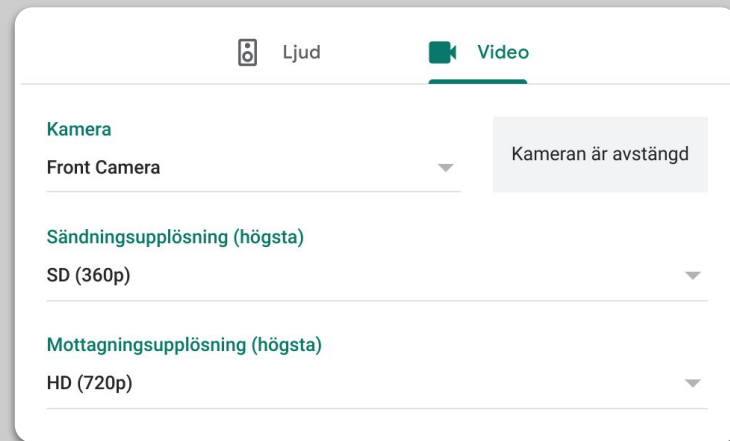 Ljud
Video
Kamera
Front Camera
Kameran är avstängd
Sändningsupplösning (högsta)
SD (360p)
Mottagningsupplösning (högsta)
HD (720p)